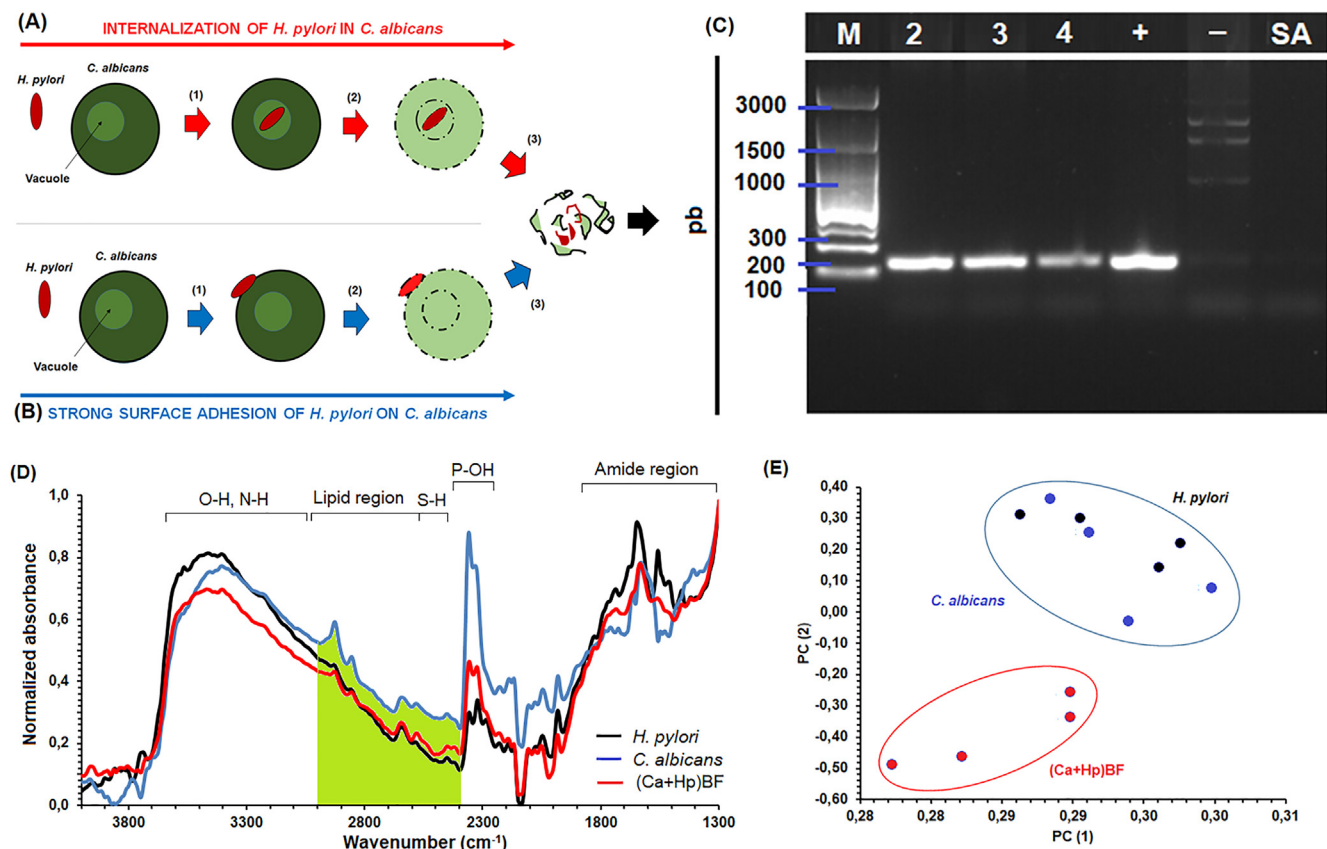 (A)
INTERNALIZATION OF H. pylori IN C. albicans
H. pylori
C. albicans
(1)
(2)
(3)
Vacuole
H. pylori
C. albicans
(1)
(2)
(3)
Vacuole
(B) STRONG SURFACE ADHESION OF H. pylori ON C. albicans
(C)
M 2 3 4 + – SA
3000
1500
1000
300
200
100
pb
(D)
P-OH
Amide region
O-H, N-H
Lipid region
S-H
Normalized absorbance
1,0
0,8
0,6
0,4
0,2
0,0
H. pylori
C. albicans
(Ca+Hp)BF
3800 3300 2900 2400 1800 1300
Wavenumber (cm-1)
(E)
PC (2)
0,40
0,30
0,20
0,10
0,00
-0,10
-0,20
-0,30
-0,40
-0,50
-0,60
H. pylori
C. albicans
(Ca+Hp)BF
0,28 0,28 0,29 0,29 0,30 0,30 0,31
PC (1)